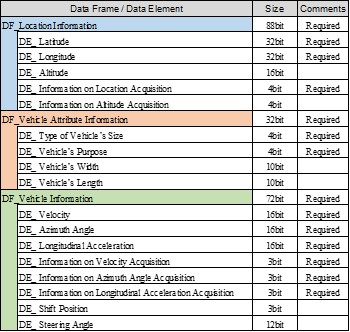 Data Frame / Data Element Size Comments
DF_Location Information 88bit Required
DE_ Latitude 32bit Required
DE_ Longitude 32bit Required
DE_ Altitude 16bit
DE_ Information on Location Acquisition 4bit Required
DE_ Information on Altitude Acquisition 4bit
DF_Vehicle Attribute Information 32bit Required
DE_ Type of Vehicle's Size 4bit Required
DE_ Vehicle's Purpose 4bit Required
DE_ Vehicle's Width 10bit
DE_ Vehicle's Length 10bit
DF_Vehicle Information 72bit Required
DE_ Velocity 16bit Required
DE_ Azimuth Angle 16bit Required
DE_ Longitudinal Acceleration 16bit Required
DE_ Information on Velocity Acquisition 3bit Required
DE_ Information on Azimuth Angle Acquisition 3bit Required
DE_ Information on Longitudinal Acceleration Acquisition 3bit Required
DE_ Shift Position 3bit
DE_ Steering Angle 12bit